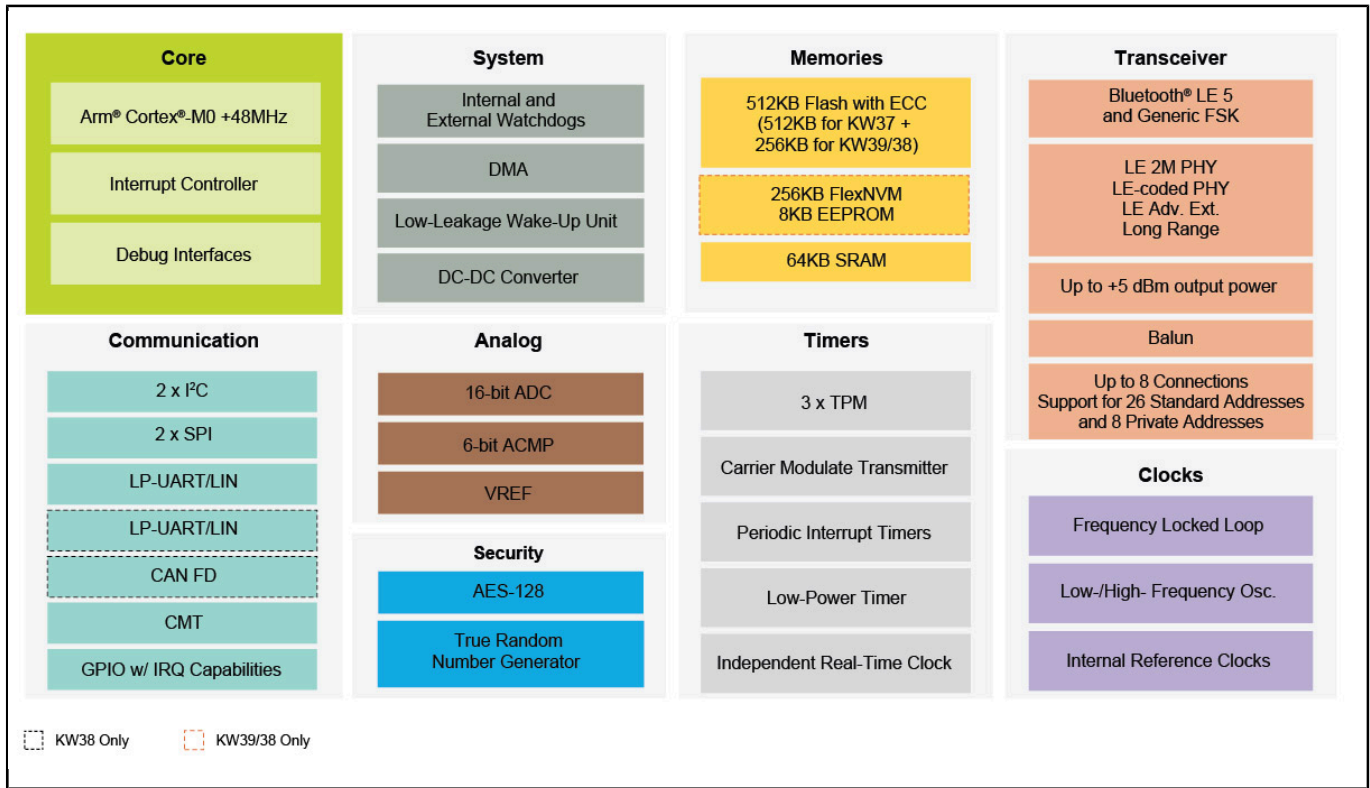 Core
Arm® Cortex®-M0 +48MHz
Interrupt Controller
Debug Interfaces
System
Internal and
External Watchdogs
DMA
Low-Leakage Wake-Up Unit
DC-DC Converter
Memories
512KB Flash with ECC
(512KB for KW37 +
256KB for KW39/38)
256KB FlexNVM
8KB EEPROM
64KB SRAM
Transceiver
Bluetooth® LE 5
and Generic FSK
LE 2M PHY
LE-coded PHY
LE Adv. Ext.
Long Range
Up to +5 dBm output power
Balun
Up to 8 Connections
Support for 26 Standard Addresses
and 8 Private Addresses
Communication
2 x I²C
2 x SPI
LP-UART/LIN
LP-UART/LIN
CAN FD
CMT
GPIO w/ IRQ Capabilities
Analog
16-bit ADC
6-bit ACMP
VREF
Security
AES-128
True Random
Number Generator
Timers
3 x TPM
Carrier Modulate Transmitter
Periodic Interrupt Timers
Low-Power Timer
Independent Real-Time Clock
Clocks
Frequency Locked Loop
Low-/High- Frequency Osc.
Internal Reference Clocks
KW38 Only
KW39/38 Only